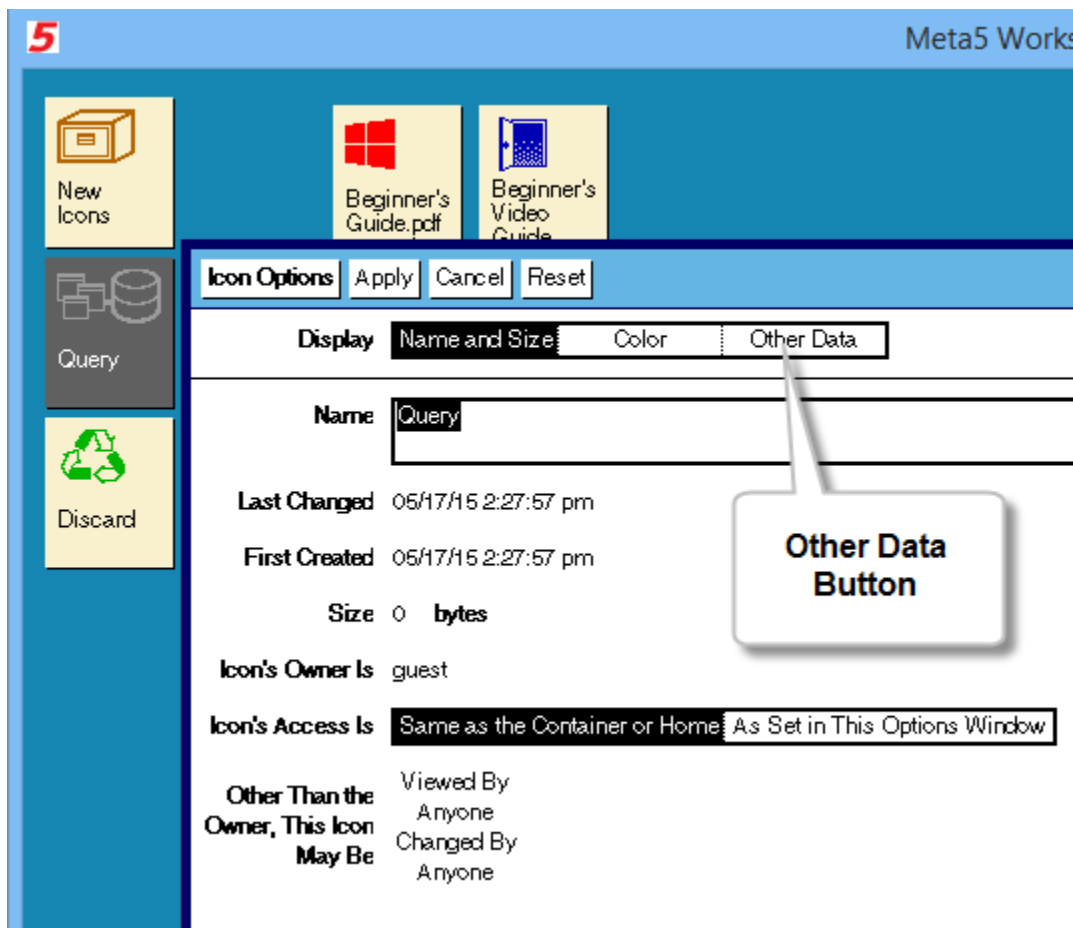 5
Meta5 Works
New
Icons
Beginner's
Guide.pdf
Beginner's
Video
Guide
Query
Discard
Icon Options Apply Cancel Reset
Display Name and Size Color Other Data
Name Query
Last Changed 05/17/15 2:27:57 pm
First Created 05/17/15 2:27:57 pm
Size 0 bytes
Icon's Owner Is guest
Icon's Access Is Same as the Container or Home As Set in This Options Window
Other Than the
Owner, This Icon
May Be
Viewed By
Anyone
Changed By
Anyone
Other Data
Button